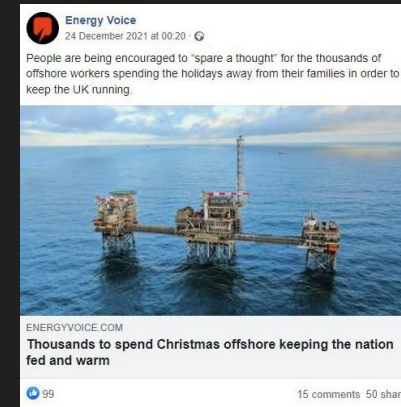 Energy Voice
24 December 2021 at 00:20 ·
People are being encouraged to "spare a thought" for the thousands of
offshore workers spending the holidays away from their families in order to
keep the UK running.
ENERGYVOICE.COM
Thousands to spend Christmas offshore keeping the nation
fed and warm
99
15 comments 50 shar